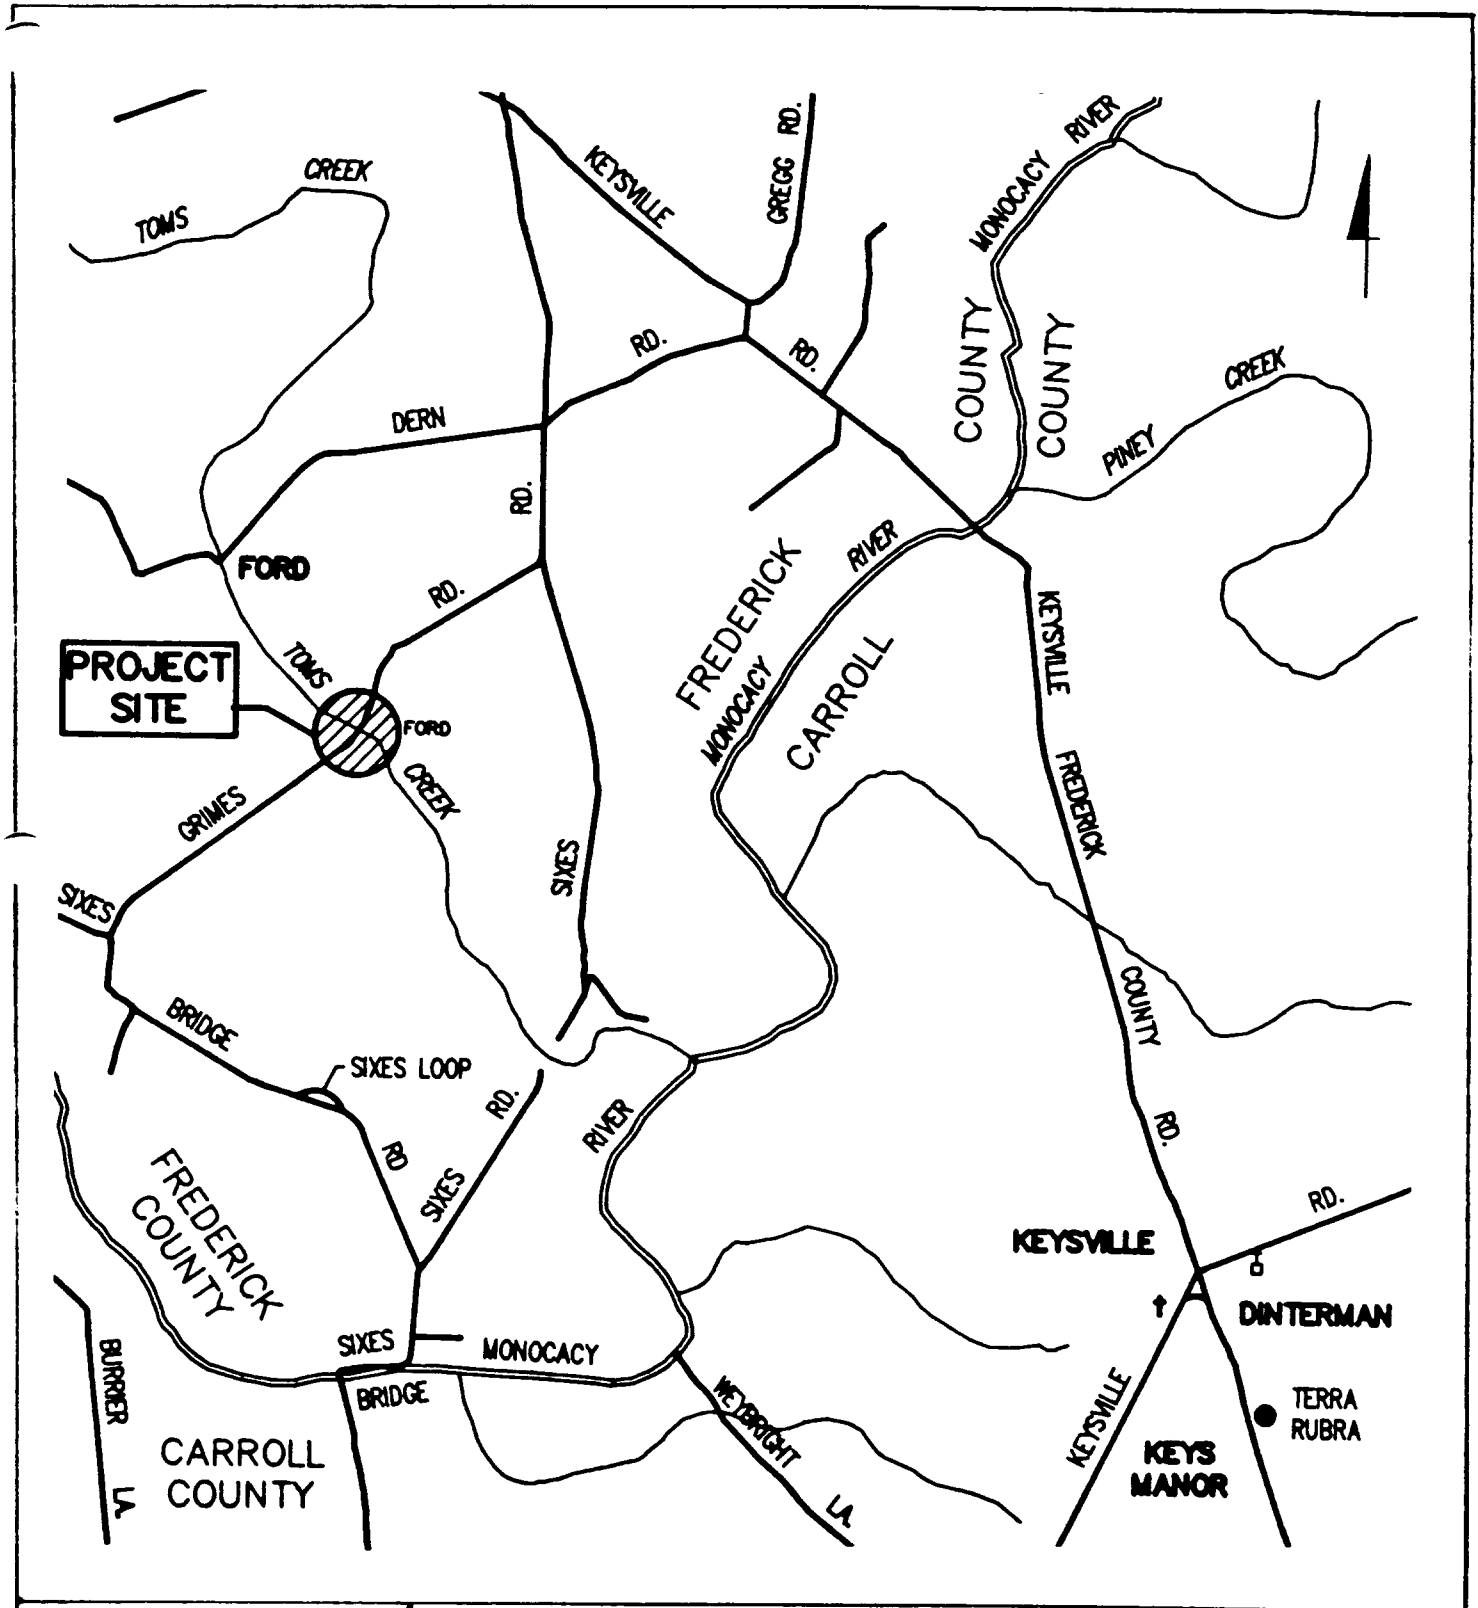 CREEK
TOMS
KEYSVILLE
GREGG RD.
MONOCACY RIVER
RD.
RD.
COUNTY
COUNTY
CREEK
PINEY
DERN
RD.
FORD
RD.
FREDERICK
RIVER
KEYSVILLE
PROJECT
SITE
TOMS
FORD
MONOCACY
CARROLL
CREEK
GRIMES
FREDERICK
SIXES
SIXES
COUNTY
BRIDGE
SIXES LOOP
RD.
RIVER
RD
RD.
SIXES
FREDERICK
COUNTY
RD.
KEYSVILLE
DINTERMAN
SIXES
MONOCACY
BRIDGE
BURRIER
LA.
WEYBRIGHT
LA.
KEYSVILLE
TERRA
RUBRA
KEYS
MANOR
CARROLL
COUNTY